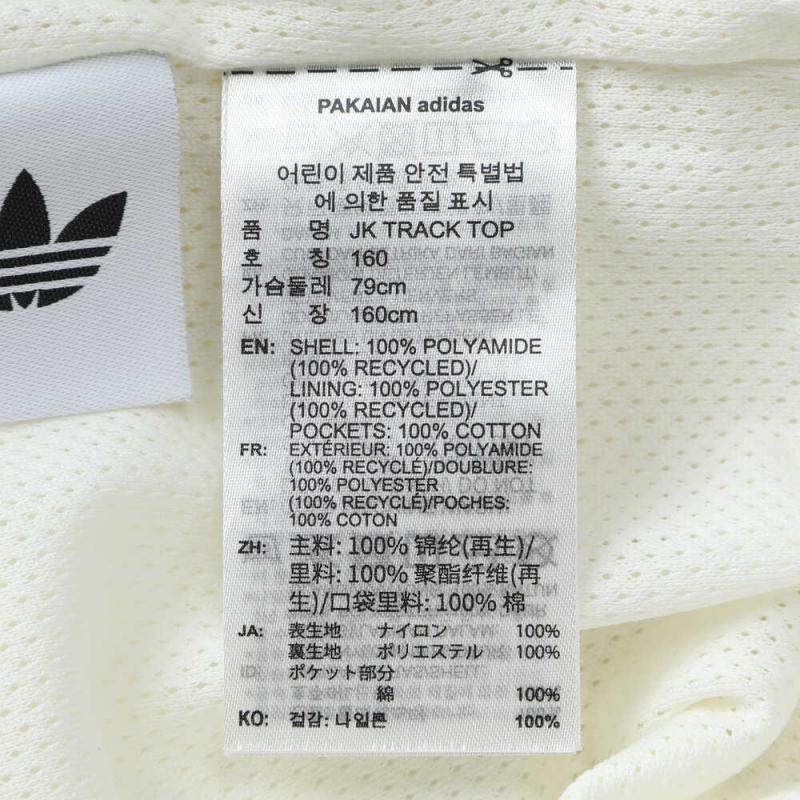 PAKAIAN adidas
어린이 제품 안전 특별법
에 의한 품질 표시
품 명 JK TRACK TOP
호 칭 160
가슴둘레 79cm
신 장 160cm
EN: SHELL: 100% POLYAMIDE
(100% RECYCLED)/
LINING: 100% POLYESTER
(100% RECYCLED)/
POCKETS: 100% COTTON
FR: EXTÉRIEUR: 100% POLYAMIDE
(100% RECYCLÉ)/DOUBLURE:
100% POLYESTER
(100% RECYCLÉ)/POCHES:
100% COTON
ZH: 主料: 100% 锦纶(再生)/
里料: 100% 聚酯纤维(再
生)/口袋里料: 100% 棉
JA: 表生地 ナイロン 100%
裏生地 ポリエステル 100%
ポケット部分
綿 100%
KO: 겉감: 나일론 100%